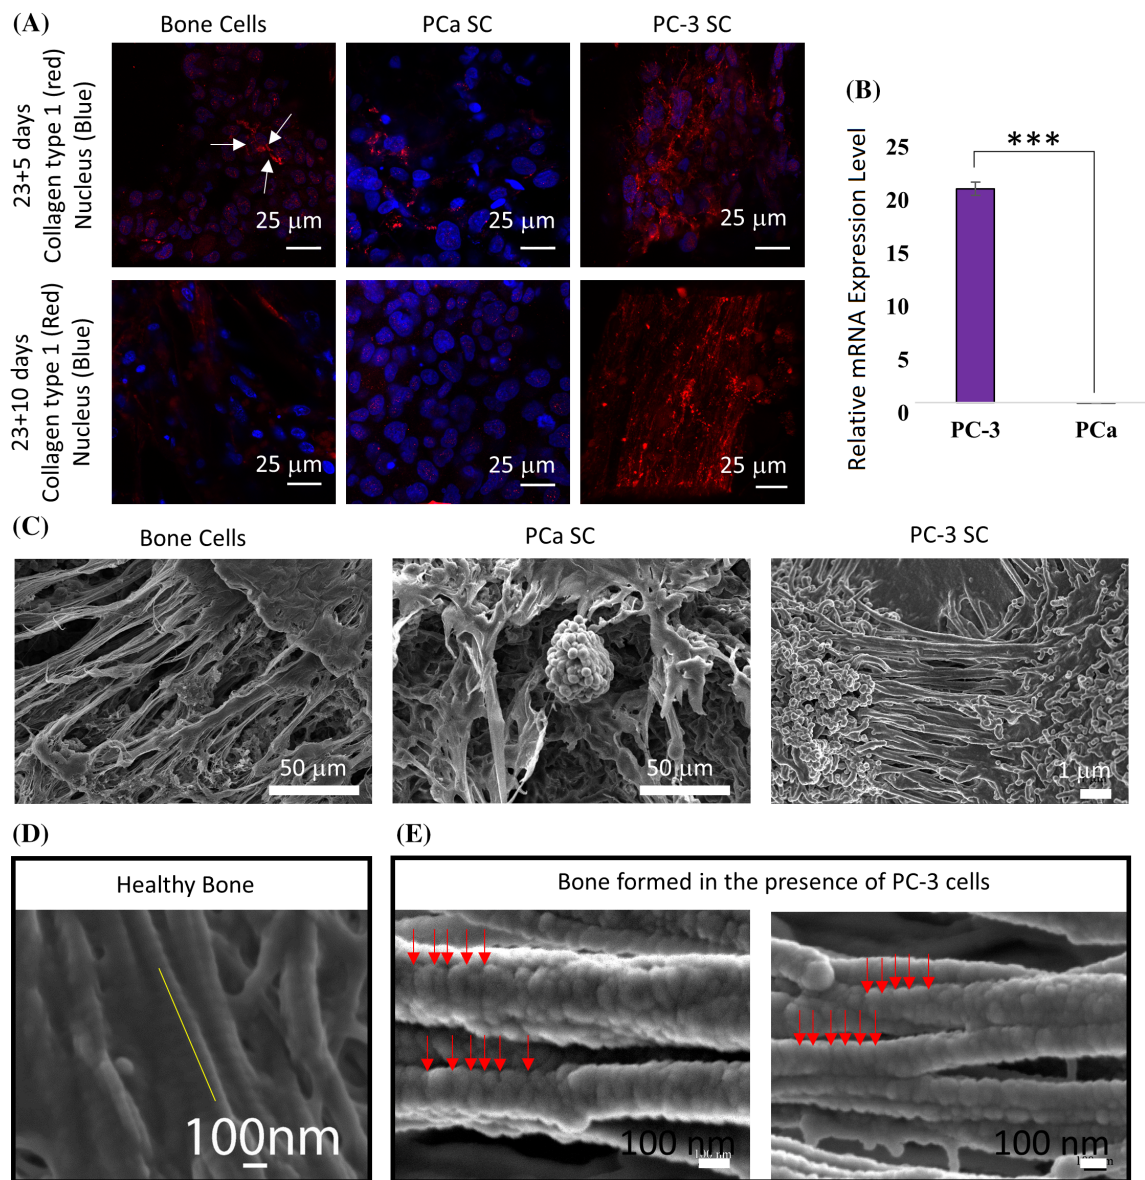 (A)
Bone Cells
PCa SC
PC-3 SC
23+5 days
Collagen type 1 (red)
Nucleus (Blue)
25 μm
25 μm
25 μm
23+10 days
Collagen type 1 (Red)
Nucleus (Blue)
25 μm
25 μm
25 μm
(B)
Relative mRNA Expression Level
25
20
15
10
5
0
***
PC-3
PCa
(C)
Bone Cells
PCa SC
PC-3 SC
50 μm
50 μm
1 μm
(D)
Healthy Bone
100nm
(E)
Bone formed in the presence of PC-3 cells
100 nm
100 nm